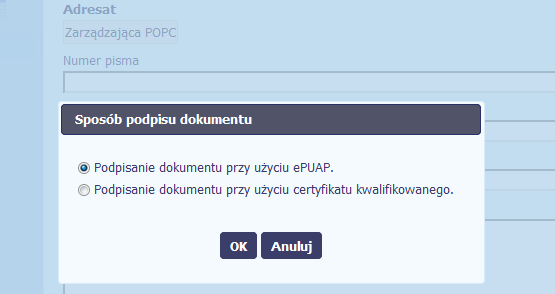 Adresat
Zarządzająca POPC
Numer pisma
Sposób podpisu dokumentu
Podpisanie dokumentu przy użyciu ePUAP.
Podpisanie dokumentu przy użyciu certyfikatu kwalifikowanego.
OK
Anuluj